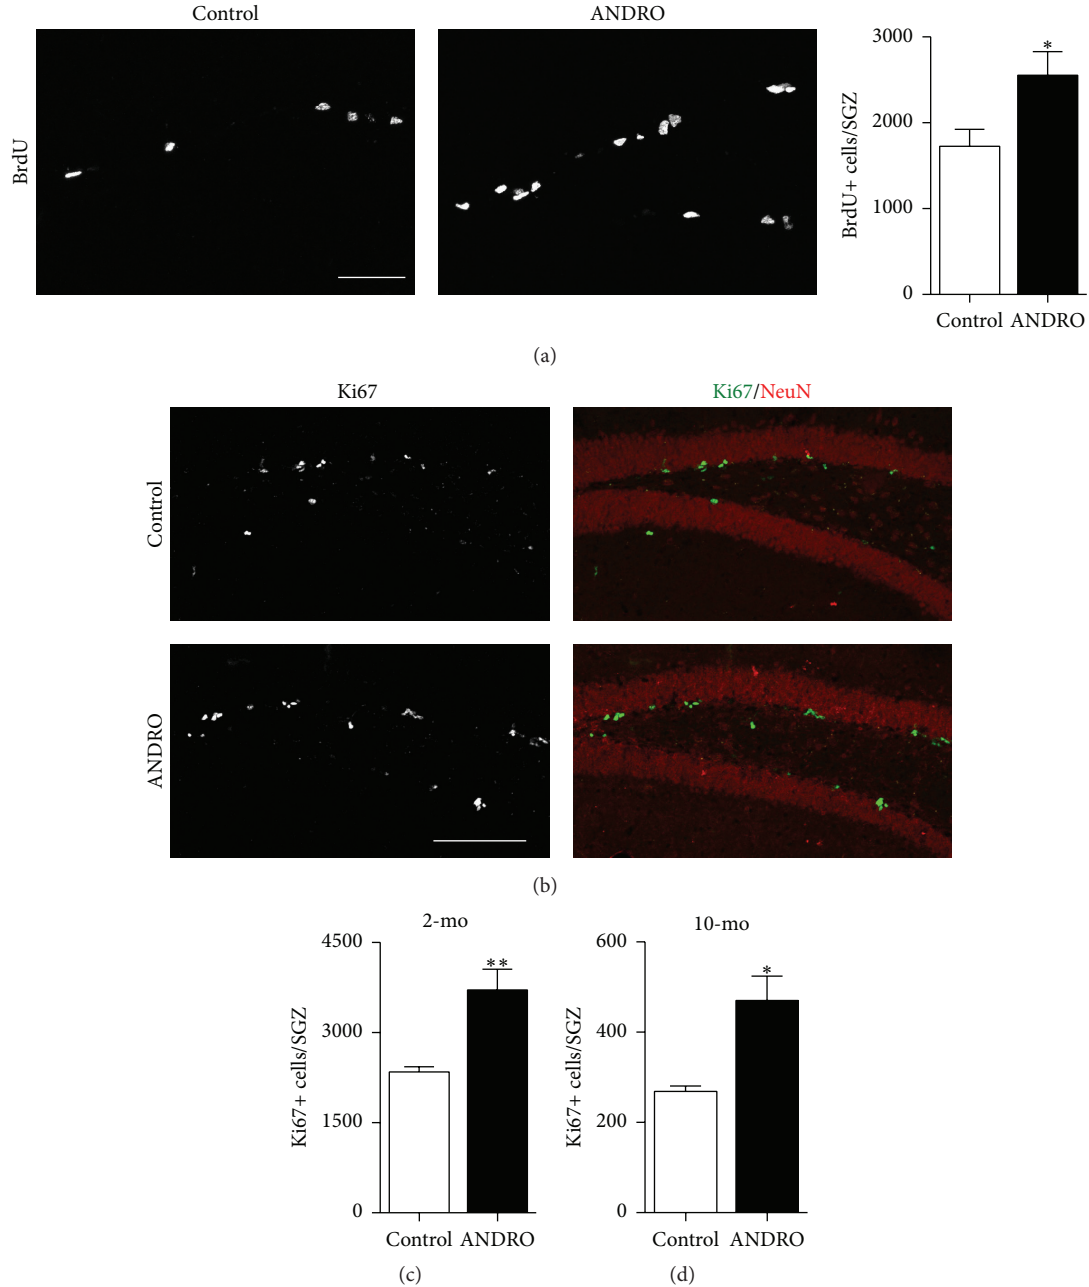 Control
ANDRO
BrdU
3000
2000
1000
0
BrdU+ cells/SGZ
*
Control ANDRO
(a)
Ki67
Ki67/NeuN
Control
ANDRO
(b)
2-mo
4500
3000
1500
0
Ki67+ cells/SGZ
**
Control ANDRO
(c)
10-mo
600
400
200
0
Ki67+ cells/SGZ
*
Control ANDRO
(d)